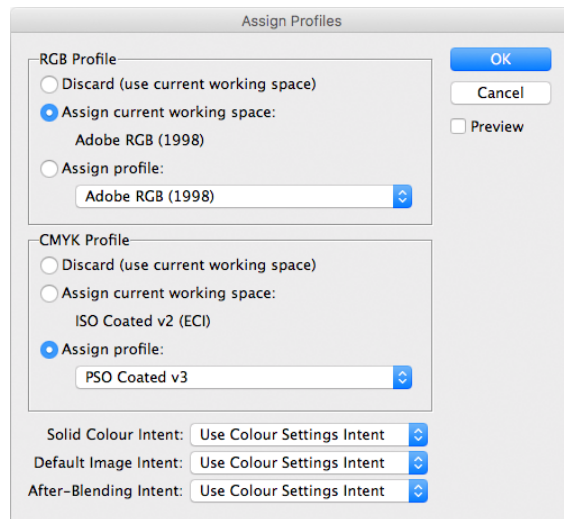 Assign Profiles
RGB Profile
Discard (use current working space)
Assign current working space:
Adobe RGB (1998)
Assign profile:
Adobe RGB (1998)
OK
Cancel
Preview
CMYK Profile
Discard (use current working space)
Assign current working space:
ISO Coated v2 (ECI)
Assign profile:
PSO Coated v3
Solid Colour Intent: Use Colour Settings Intent
Default Image Intent: Use Colour Settings Intent
After-Blending Intent: Use Colour Settings Intent